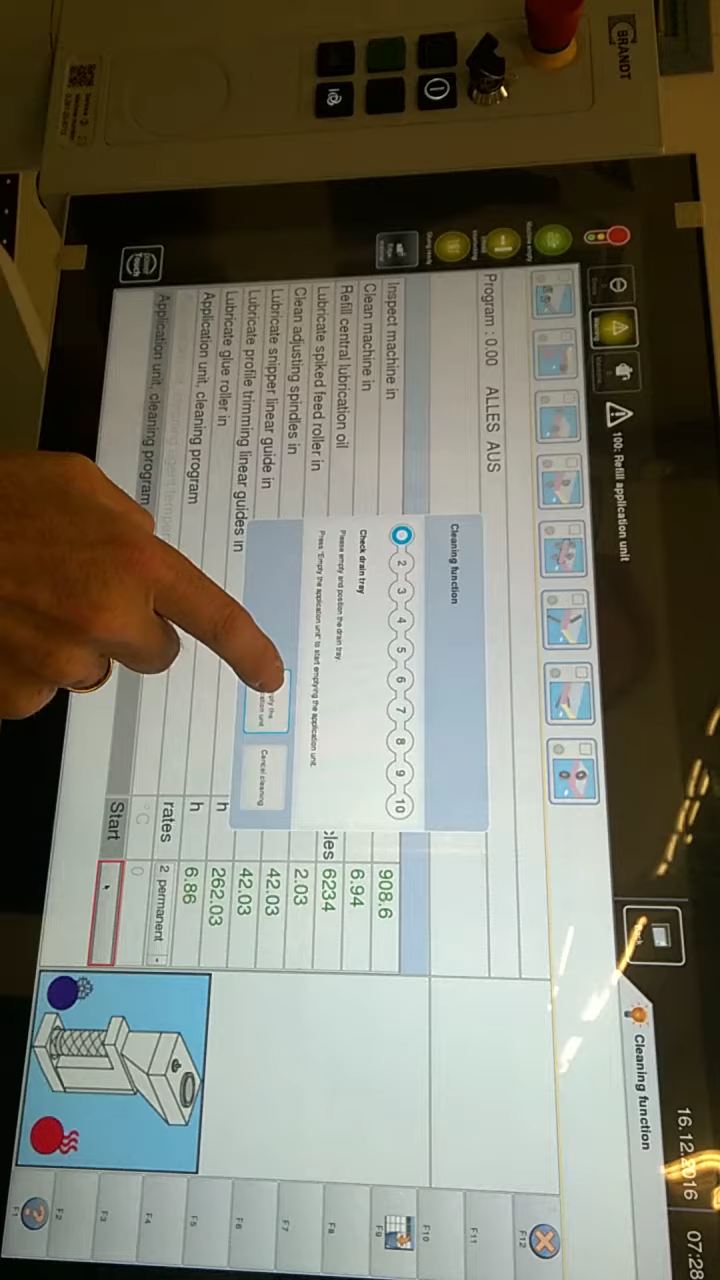 BRANDT
16.12.2016 07:28
Cleaning function
Back
100: Refill application unit
Program : 0.00 ALLES AUS
Inspect machine in 908.6
Clean machine in 6.94
Refill central lubrication oil
Lubricate spiked feed roller in cles 6234
Clean adjusting spindles in 2.03
Lubricate snipper linear guide in 42.03
Lubricate profile trimming linear guides in 42.03
Lubricate glue roller in h 262.03
Application unit, cleaning program h 6.86
rates 2 permanent
°C 0
Application unit, cleaning program Start
Cleaning function
2 3 4 5 6 7 8 9 10
Check drain tray
Please empty and position the drain tray.
Press "Empty the application unit" to start emptying the application unit.
Cancel cleaning
power
Touch
F12
F11
F10
F9
F8
F7
F6
F5
F4
F3
F2
F1